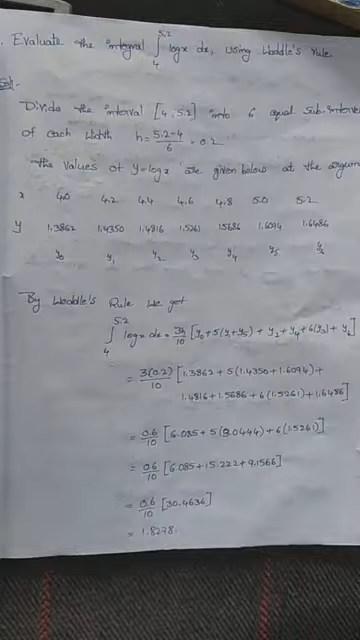 . Evaluate the integral ∫₄^5.2 logx dx, using Weddle's rule
Sol:-
Divide the interval [4, 5.2] into 6 equal sub-interv
of each width h = (5.2-4)/6 = 0.2
The values of y = logx are given below at the argum
x 4.0 4.2 4.4 4.6 4.8 5.0 5.2
y 1.3862 1.4350 1.4816 1.5261 1.5686 1.6094 1.6486
y₀ y₁ y₂ y₃ y₄ y₅ y₆
By Weddle's Rule we get
∫₄^5.2 logx dx = 3h/10 [y₀ + 5(y₁+y₅) + y₂ + y₄ + 6(y₃) + y₆]
= 3(0.2)/10 [1.3862 + 5(1.4350 + 1.6094) +
1.4816 + 1.5686 + 6(1.5261) + 1.6486]
= 0.6/10 [6.085 + 5(3.0444) + 6(1.5261)]
= 0.6/10 [6.085 + 15.222 + 9.1566]
= 0.6/10 [30.4636]
= 1.8278.